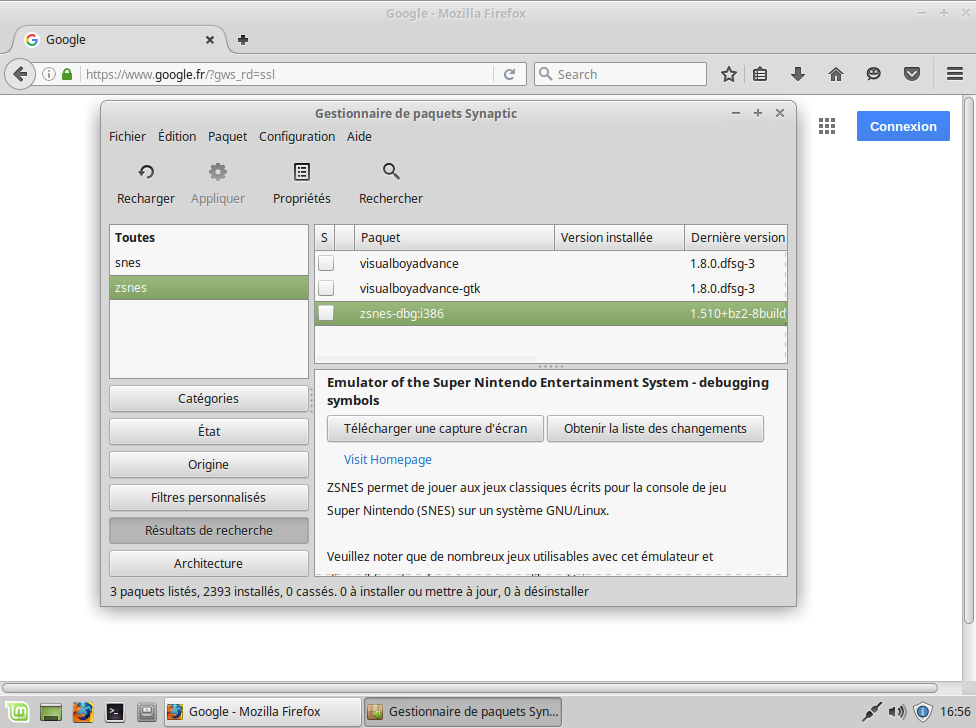 Google - Mozilla Firefox
Google
https://www.google.fr/?gws_rd=ssl
Search
Connexion
Gestionnaire de paquets Synaptic
Fichier Édition Paquet Configuration Aide
Recharger Appliquer Propriétés Rechercher
Toutes
snes
zsnes
S Paquet Version installée Dernière version
visualboyadvance 1.8.0.dfsg-3
visualboyadvance-gtk 1.8.0.dfsg-3
zsnes-dbg:i386 1.510+bz2-8build
Catégories
État
Origine
Filtres personnalisés
Résultats de recherche
Architecture
Emulator of the Super Nintendo Entertainment System - debugging
symbols
Télécharger une capture d'écran Obtenir la liste des changements
Visit Homepage
ZSNES permet de jouer aux jeux classiques écrits pour la console de jeu
Super Nintendo (SNES) sur un système GNU/Linux.
Veuillez noter que de nombreux jeux utilisables avec cet émulateur et
3 paquets listés, 2393 installés, 0 cassés. 0 à installer ou mettre à jour, 0 à désinstaller
Google - Mozilla Firefox
Gestionnaire de paquets Syn...
16:56